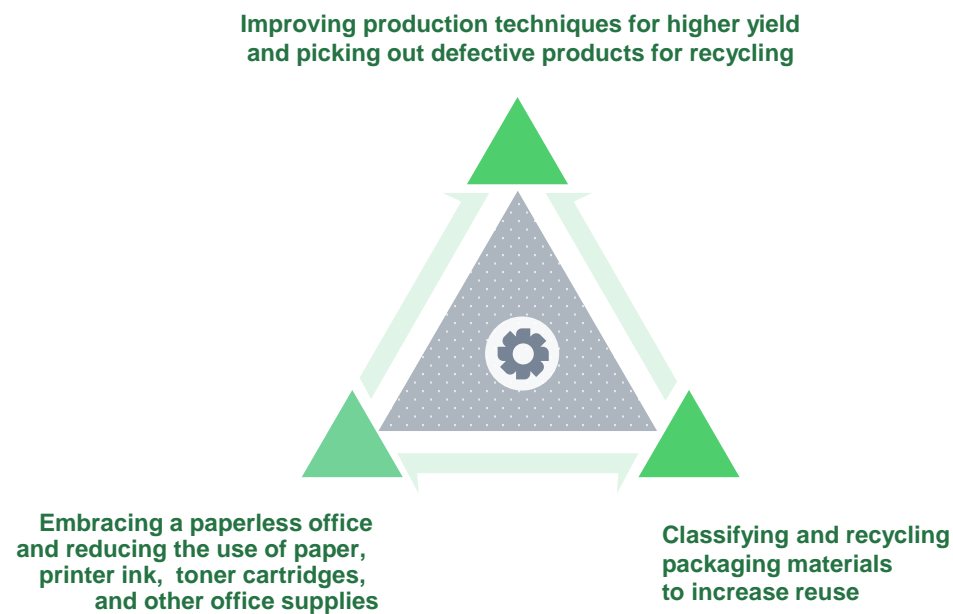 Improving production techniques for higher yield
and picking out defective products for recycling
Embracing a paperless office
and reducing the use of paper,
printer ink, toner cartridges,
and other office supplies
Classifying and recycling
packaging materials
to increase reuse